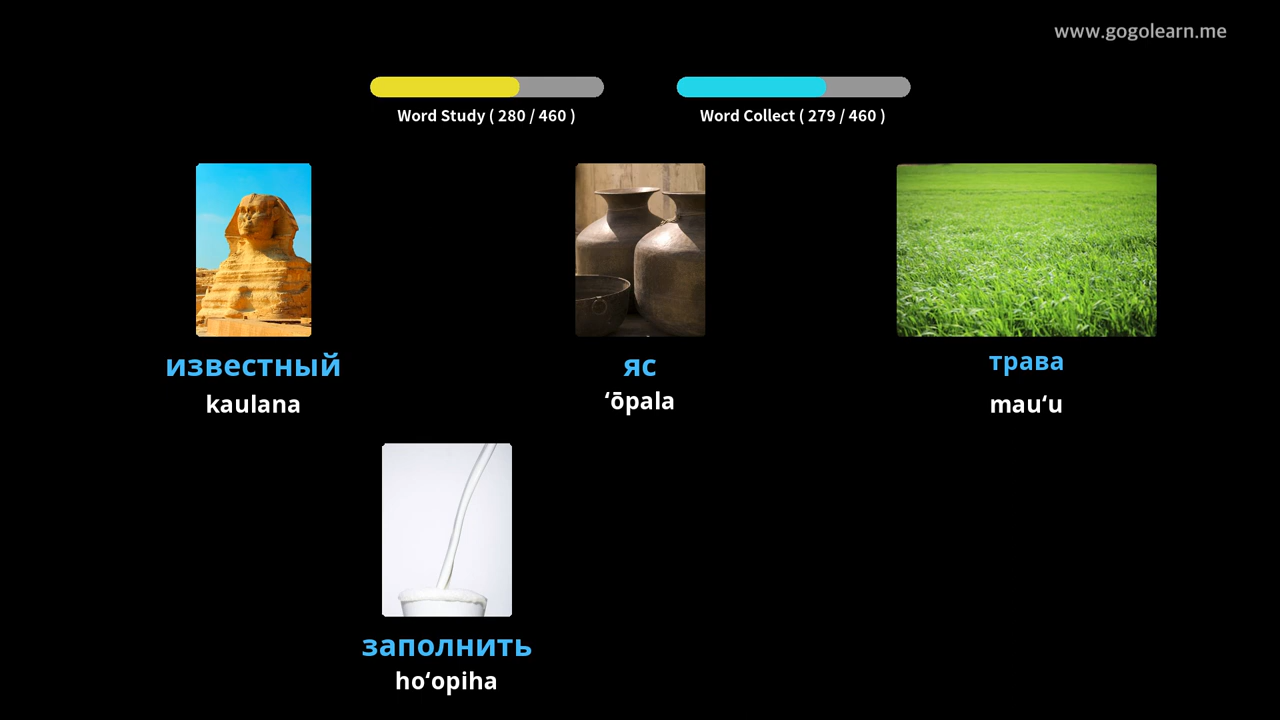 www.gogolearn.me
Word Study ( 280 / 460 )
Word Collect ( 279 / 460 )
известный
kaulana
яс
ʻōpala
трава
mauʻu
заполнить
hoʻopiha